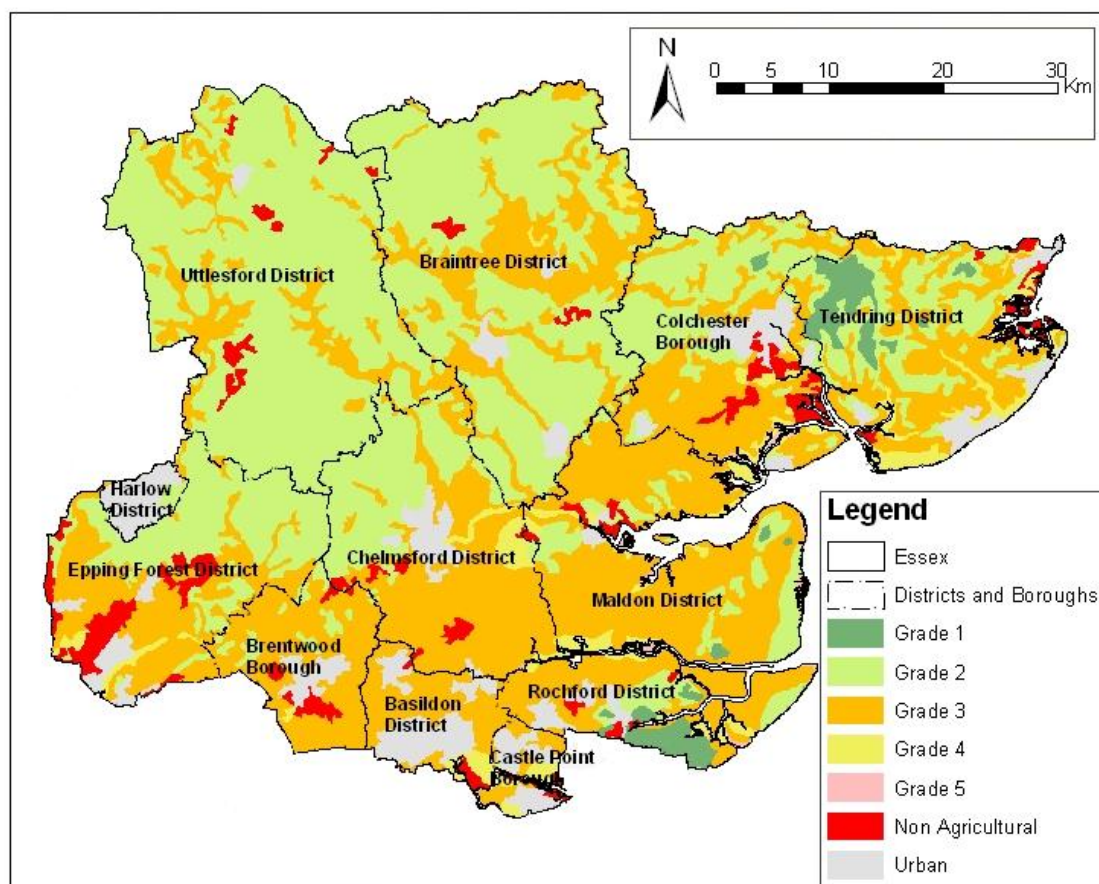 N
0 5 10 20 30
Km
Uttlesford District
Braintree District
Colchester
Borough
Tendring District
Harlow
District
Epping Forest District
Chelmsford District
Maldon District
Brentwood
Borough
Basildon
District
Rochford District
Castle Point
Borough
Legend
Essex
Districts and Boroughs
Grade 1
Grade 2
Grade 3
Grade 4
Grade 5
Non Agricultural
Urban